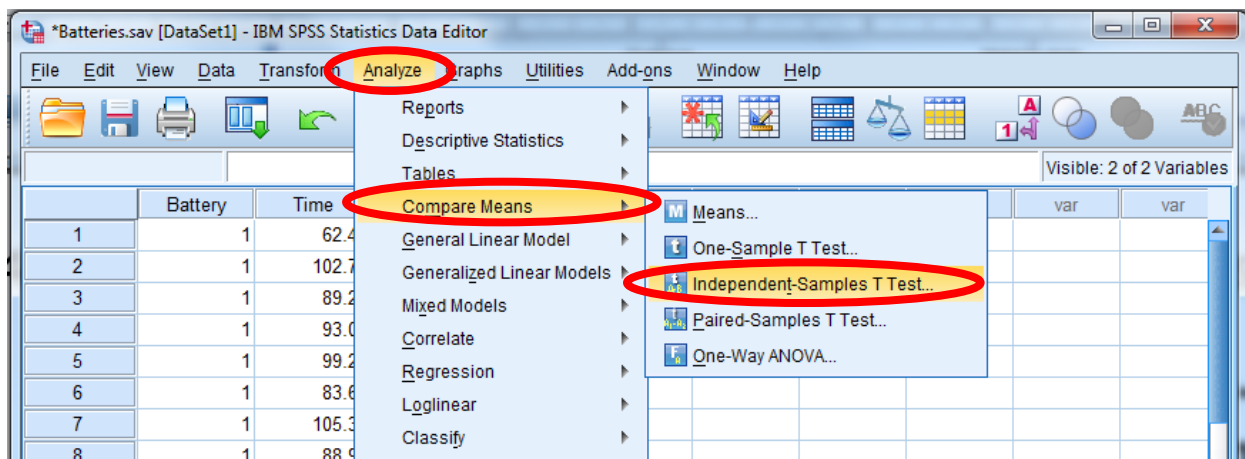 *Batteries.sav [DataSet1] - IBM SPSS Statistics Data Editor
File Edit View Data Transform Analyze Graphs Utilities Add-ons Window Help
Reports
Descriptive Statistics
Tables
Compare Means
General Linear Model
Generalized Linear Models
Mixed Models
Correlate
Regression
Loglinear
Classify
Means...
One-Sample T Test...
Independent-Samples T Test...
Paired-Samples T Test...
One-Way ANOVA...
Visible: 2 of 2 Variables
Battery Time var var
1 1 62.4
2 1 102.7
3 1 89.2
4 1 93.0
5 1 99.2
6 1 83.6
7 1 105.3
8 1 88.9